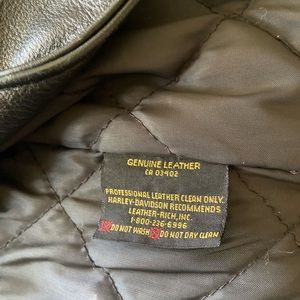 GENUINE LEATHER
CA 03402
PROFESSIONAL LEATHER CLEAN ONLY.
HARLEY-DAVIDSON RECOMMENDS
LEATHER-RICH, INC.
1-800-236-6996
DO NOT WASH DO NOT DRY CLEAN